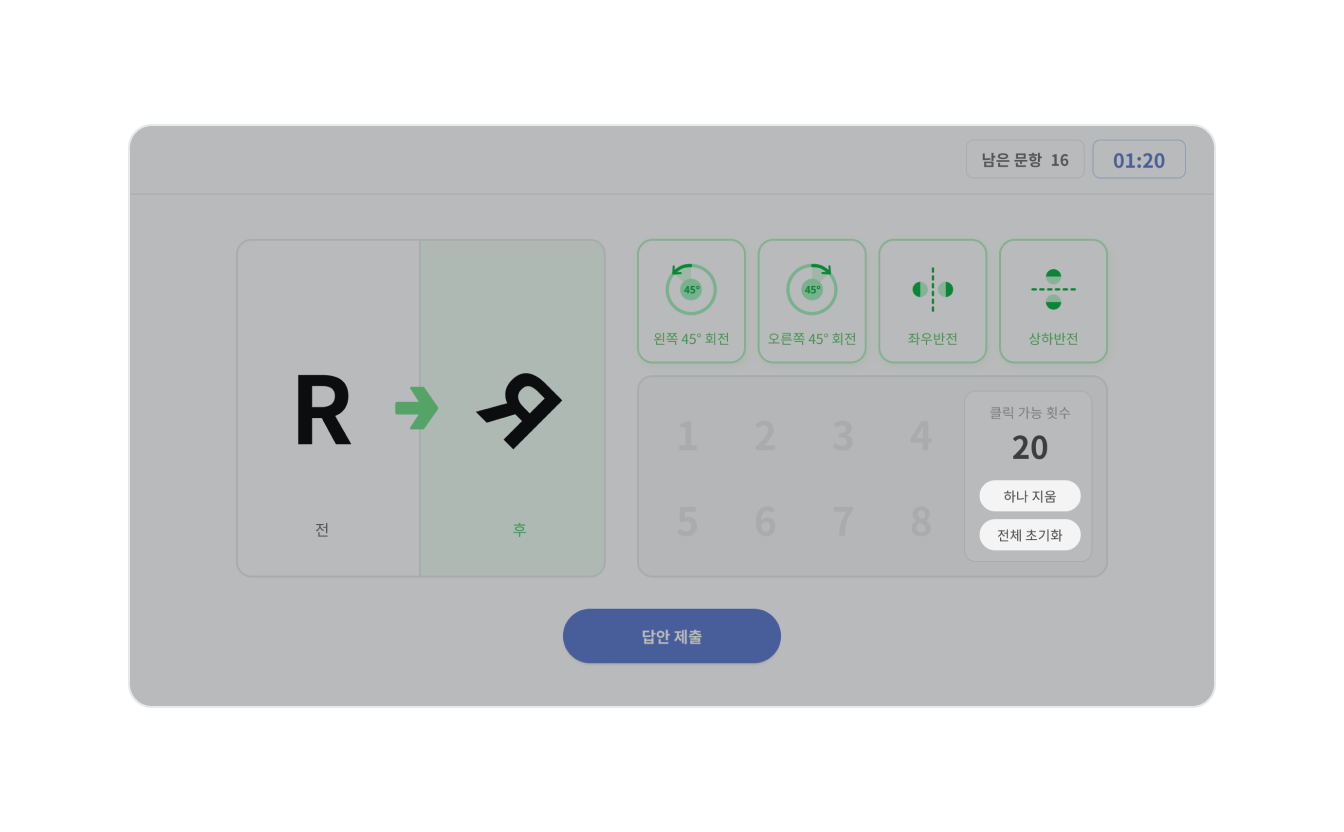 남은 문항 16
01:20
45°
45°
왼쪽 45° 회전
오른쪽 45° 회전
좌우반전
상하반전
R
R
전
후
1 2 3 4
5 6 7 8
클릭 가능 횟수
20
하나 지움
전체 초기화
답안 제출